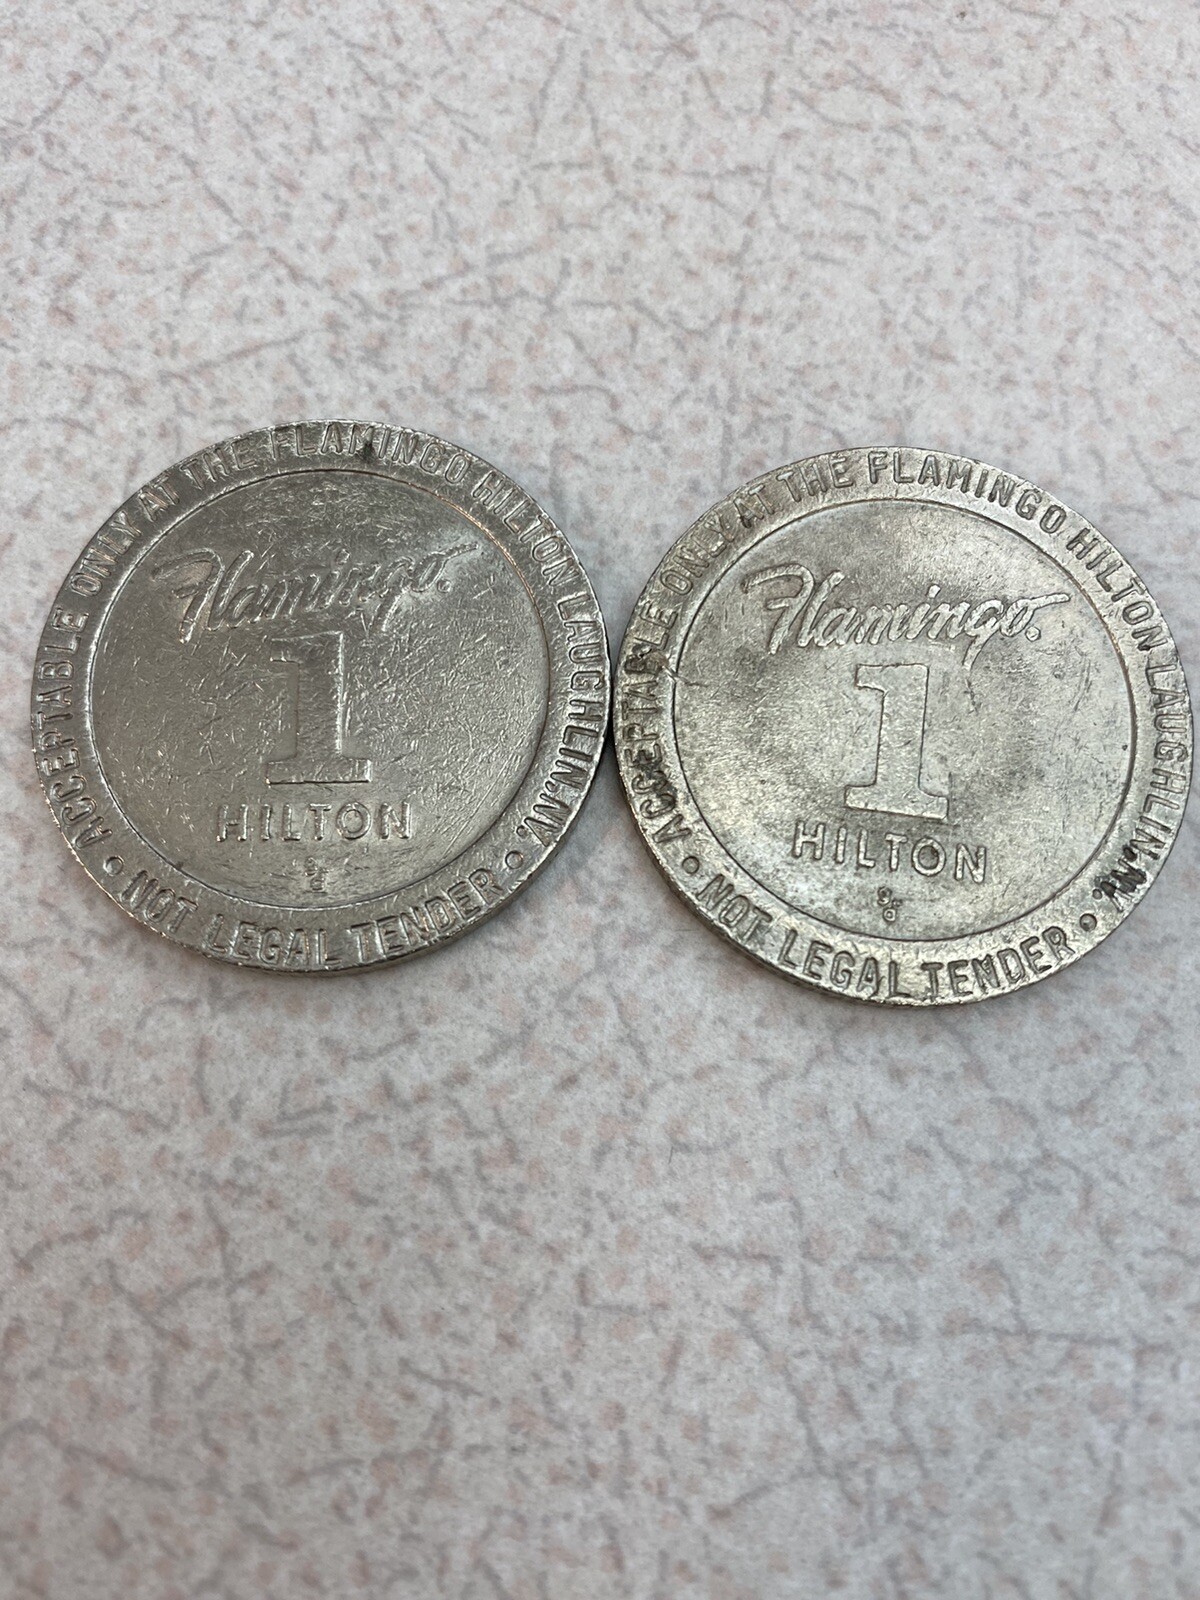 ACCEPTABLE ONLY AT THE FLAMINGO HILTON LAUGHLIN.NV.
Flamingo.
1
HILTON
• NOT LEGAL TENDER •
ACCEPTABLE ONLY AT THE FLAMINGO HILTON LAUGHLIN.NV.
Flamingo.
1
HILTON
• NOT LEGAL TENDER •